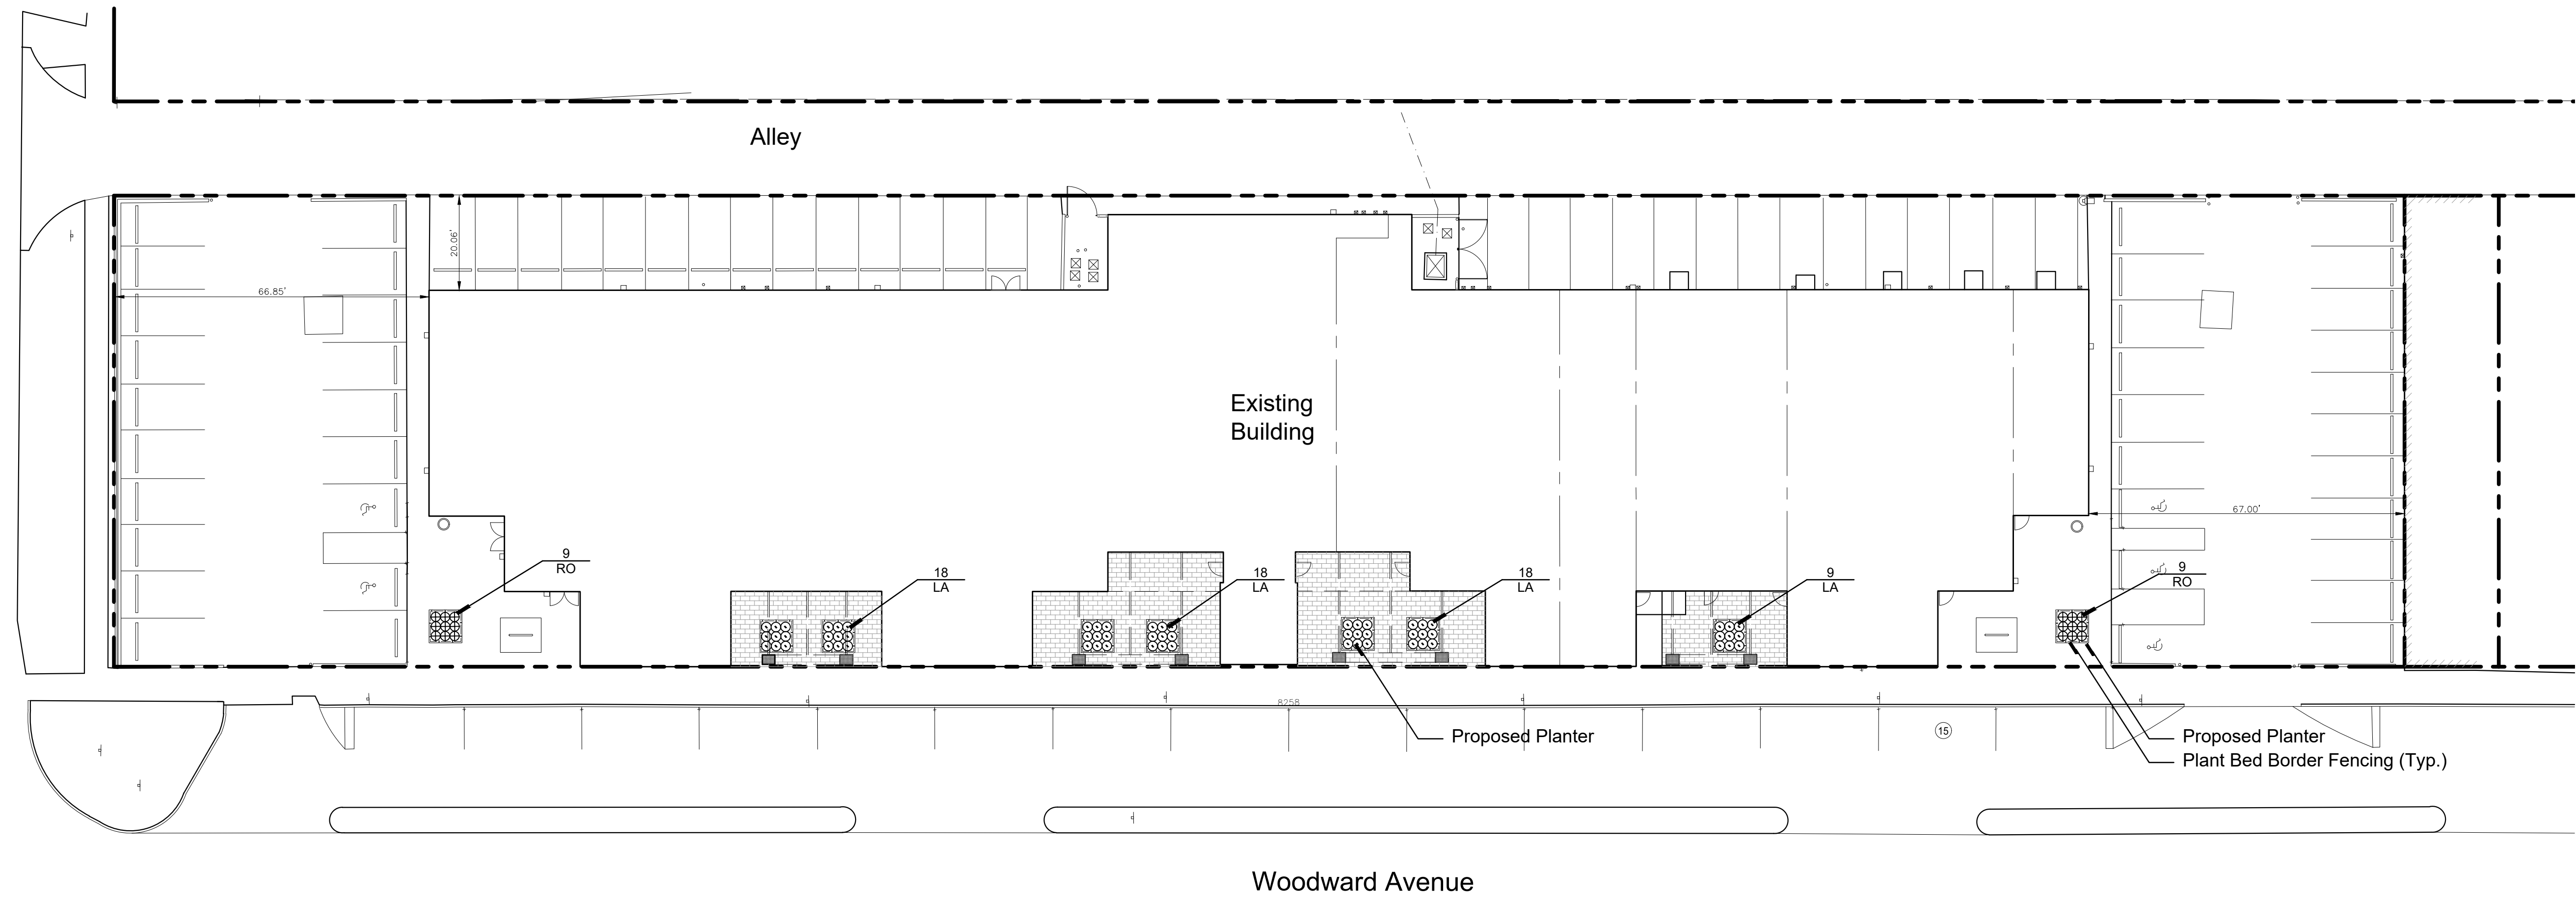 Alley
20.06'
66.85'
Existing
Building
67.00'
9
RO
18
LA
18
LA
18
LA
9
LA
9
RO
8258
15
Proposed Planter
Proposed Planter
Plant Bed Border Fencing (Typ.)
Woodward Avenue